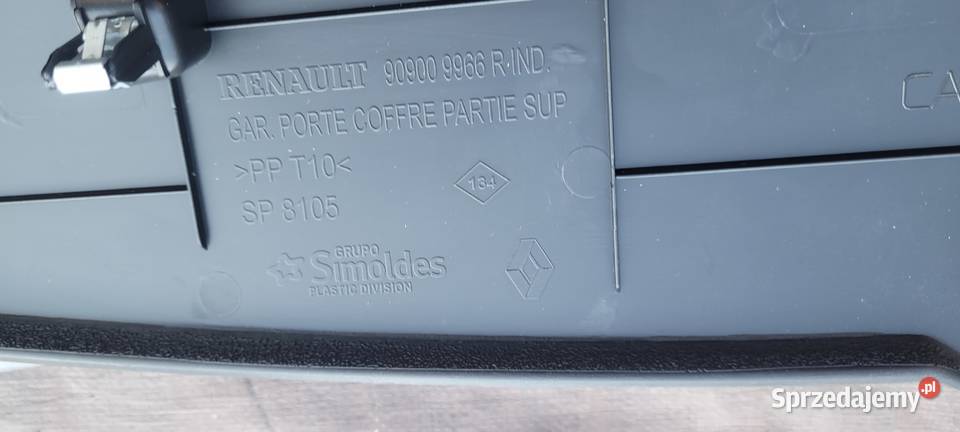 RENAULT 90900 9966 R-IND.
GAR. PORTE COFFRE PARTIE SUP
>PP T10<
134
SP 8105
GRUPO
Simoldes
PLASTIC DIVISION
CA
Sprzedajemy.pl